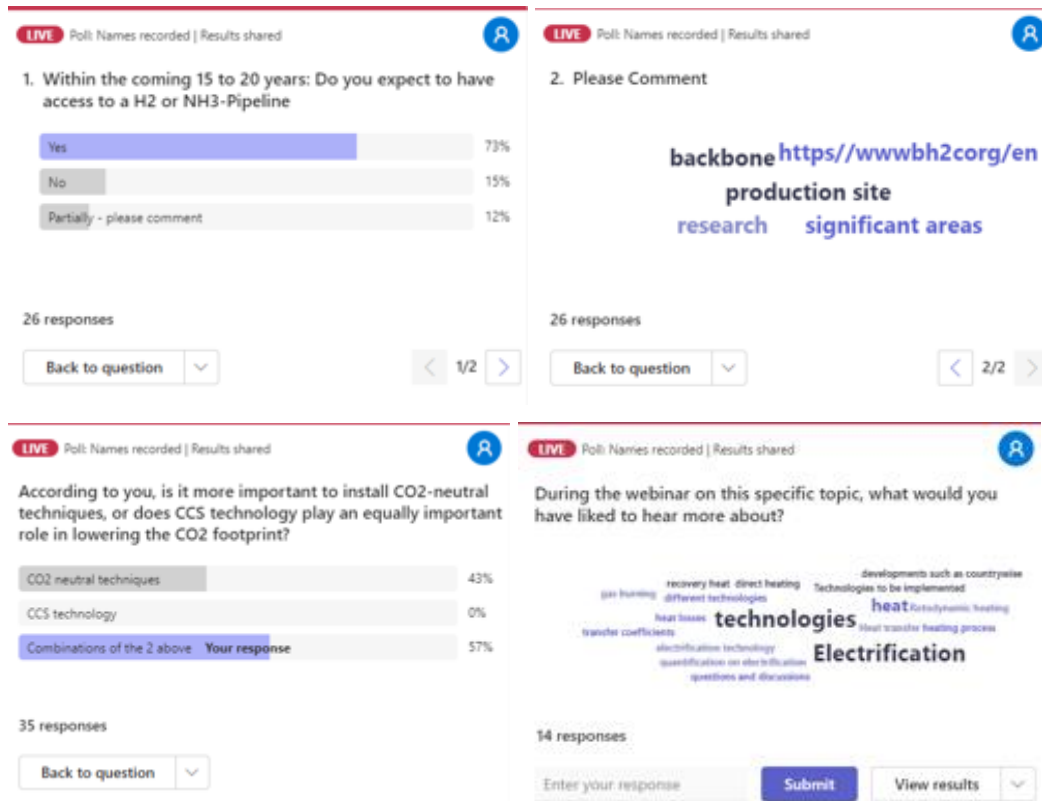 LIVE Poll: Names recorded | Results shared
1. Within the coming 15 to 20 years: Do you expect to have
access to a H2 or NH3-Pipeline
Yes 73%
No 15%
Partially - please comment 12%
26 responses
Back to question
1/2
LIVE Poll: Names recorded | Results shared
2. Please Comment
backbone https//wwwbh2corg/en
production site
research significant areas
26 responses
Back to question
2/2
LIVE Poll: Names recorded | Results shared
According to you, is it more important to install CO2-neutral
techniques, or does CCS technology play an equally important
role in lowering the CO2 footprint?
CO2 neutral techniques 43%
CCS technology 0%
Combinations of the 2 above Your response 57%
35 responses
Back to question
LIVE Poll: Names recorded | Results shared
During the webinar on this specific topic, what would you
have liked to hear more about?
developments such as countrywise
recovery heat direct heating Technologies to be implemented
gas burning different technologies
heat Rotodynamic heating
heat losses technologies Heat transfer heating process
transfer coefficients
electrification technology Electrification
quantification on electrification
questions and discussions
14 responses
Enter your response Submit View results